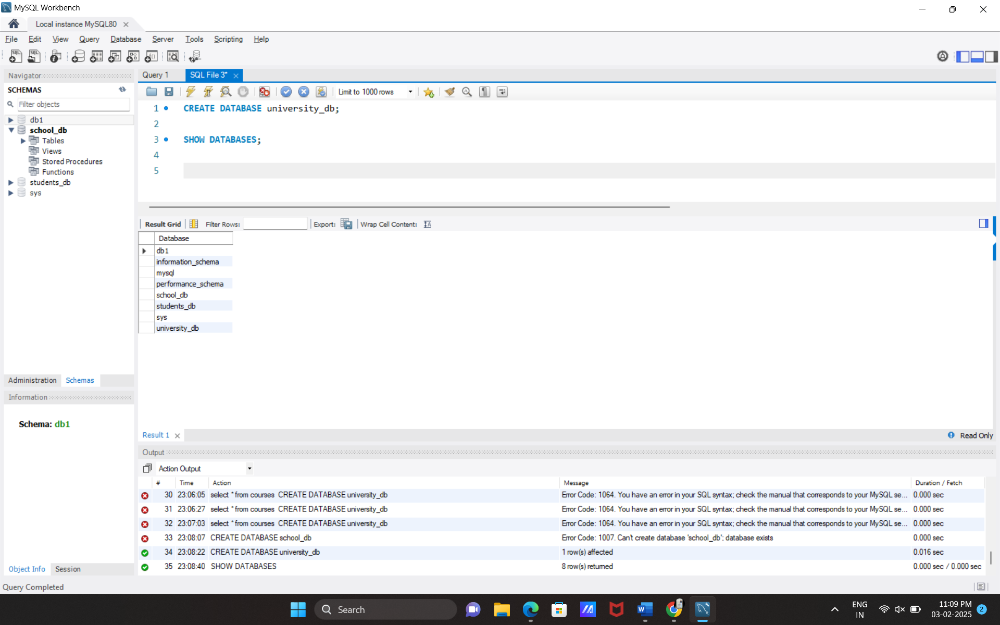 MySQL Workbench
Local instance MySQL80
File Edit View Query Database Server Tools Scripting Help
Navigator
SCHEMAS
Filter objects
db1
school_db
Tables
Views
Stored Procedures
Functions
students_db
sys
Administration Schemas
Information
Schema: db1
Object Info Session
Query 1 SQL File 3*
Limit to 1000 rows
1 CREATE DATABASE university_db;
2
3 SHOW DATABASES;
4
5
Result Grid Filter Rows: Export: Wrap Cell Content:
Database
db1
information_schema
mysql
performance_schema
school_db
students_db
sys
university_db
Result 1 Read Only
Output
Action Output
# Time Action Message Duration / Fetch
30 23:06:05 select * from courses CREATE DATABASE university_db Error Code: 1064. You have an error in your SQL syntax; check the manual that corresponds to your MySQL se... 0.000 sec
31 23:06:27 select * from courses CREATE DATABASE university_db Error Code: 1064. You have an error in your SQL syntax; check the manual that corresponds to your MySQL se... 0.000 sec
32 23:07:03 select * from courses CREATE DATABASE university_db Error Code: 1064. You have an error in your SQL syntax; check the manual that corresponds to your MySQL se... 0.000 sec
33 23:08:07 CREATE DATABASE school_db Error Code: 1007. Can't create database 'school_db'; database exists 0.000 sec
34 23:08:22 CREATE DATABASE university_db 1 row(s) affected 0.016 sec
35 23:08:40 SHOW DATABASES 8 row(s) returned 0.000 sec / 0.000 sec
Query Completed
Search
ENG
IN
11:09 PM
03-02-2025
2